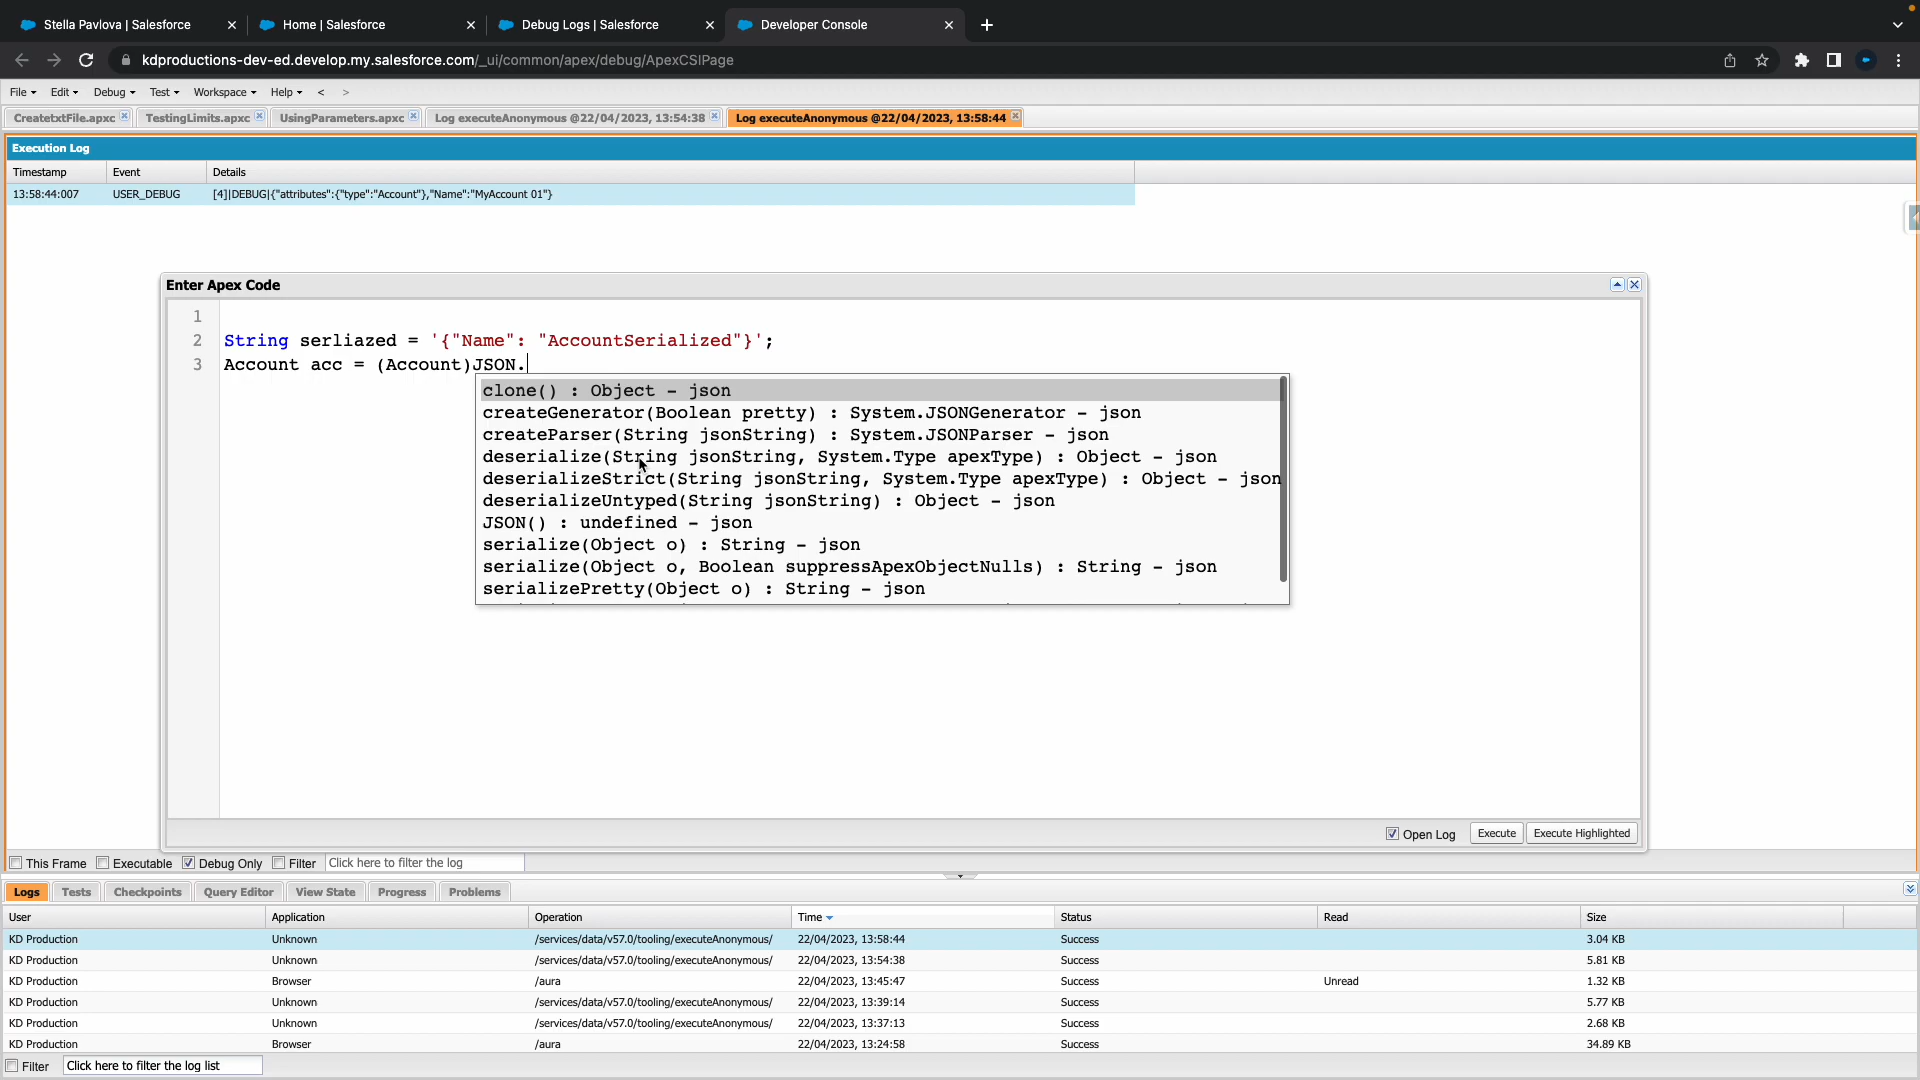 Stella Pavlova | Salesforce
Home | Salesforce
Debug Logs | Salesforce
Developer Console
kdproductions-dev-ed.develop.my.salesforce.com/_ui/common/apex/debug/ApexCSIPage
File Edit Debug Test Workspace Help < >
CreatetxtFile.apxc TestingLimits.apxc UsingParameters.apxc Log executeAnonymous @22/04/2023, 13:54:38 Log executeAnonymous @22/04/2023, 13:58:44
Execution Log
Timestamp Event Details
13:58:44:007 USER_DEBUG [4]|DEBUG|{"attributes":{"type":"Account"},"Name":"MyAccount 01"}
Enter Apex Code
1
2 String serliazed = '{"Name": "AccountSerialized"}';
3 Account acc = (Account)JSON.
clone() : Object - json
createGenerator(Boolean pretty) : System.JSONGenerator - json
createParser(String jsonString) : System.JSONParser - json
deserialize(String jsonString, System.Type apexType) : Object - json
deserializeStrict(String jsonString, System.Type apexType) : Object - json
deserializeUntyped(String jsonString) : Object - json
JSON() : undefined - json
serialize(Object o) : String - json
serialize(Object o, Boolean suppressApexObjectNulls) : String - json
serializePretty(Object o) : String - json
Open Log Execute Execute Highlighted
This Frame Executable Debug Only Filter Click here to filter the log
Logs Tests Checkpoints Query Editor View State Progress Problems
User Application Operation Time Status Read Size
KD Production Unknown /services/data/v57.0/tooling/executeAnonymous/ 22/04/2023, 13:58:44 Success 3.04 KB
KD Production Unknown /services/data/v57.0/tooling/executeAnonymous/ 22/04/2023, 13:54:38 Success 5.81 KB
KD Production Browser /aura 22/04/2023, 13:45:47 Success Unread 1.32 KB
KD Production Unknown /services/data/v57.0/tooling/executeAnonymous/ 22/04/2023, 13:39:14 Success 5.77 KB
KD Production Unknown /services/data/v57.0/tooling/executeAnonymous/ 22/04/2023, 13:37:13 Success 2.68 KB
KD Production Browser /aura 22/04/2023, 13:24:58 Success 34.89 KB
Filter Click here to filter the log list